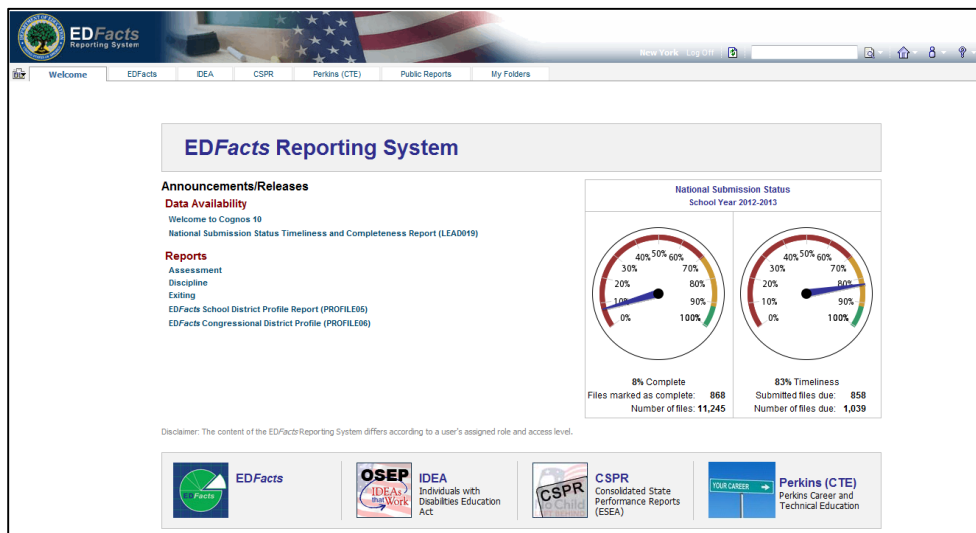 EDFacts
Reporting System
New York Log Off
Welcome EDFacts IDEA CSPR Perkins (CTE) Public Reports My Folders
EDFacts Reporting System
Announcements/Releases
Data Availability
Welcome to Cognos 10
National Submission Status Timeliness and Completeness Report (LEAD019)
Reports
Assessment
Discipline
Exiting
EDFacts School District Profile Report (PROFILE05)
EDFacts Congressional District Profile (PROFILE06)
National Submission Status
School Year 2012-2013
0% 10% 20% 30% 40% 50% 60% 70% 80% 90% 100%
0% 10% 20% 30% 40% 50% 60% 70% 80% 90% 100%
8% Complete
Files marked as complete: 868
Number of files: 11,245
83% Timeliness
Submitted files due: 858
Number of files due: 1,039
Disclaimer: The content of the EDFacts Reporting System differs according to a user's assigned role and access level.
EDFacts
EDFacts
OSEP
IDEAs
that Work
IDEA
Individuals with
Disabilities Education
Act
CSPR
CSPR
Consolidated State
Performance Reports
(ESEA)
YOUR CAREER
Perkins (CTE)
Perkins Career and
Technical Education